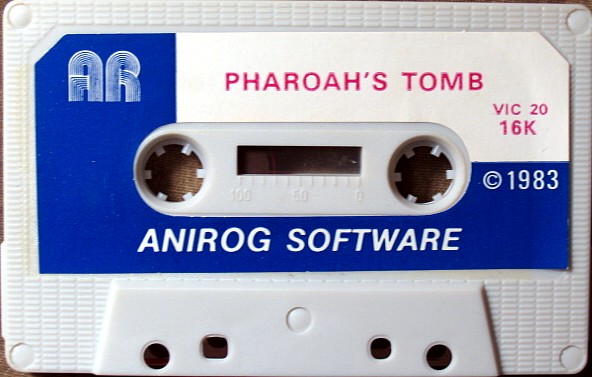 AR
PHAROAH'S TOMB
VIC 20
16K
100 50 0
©1983
ANIROG SOFTWARE